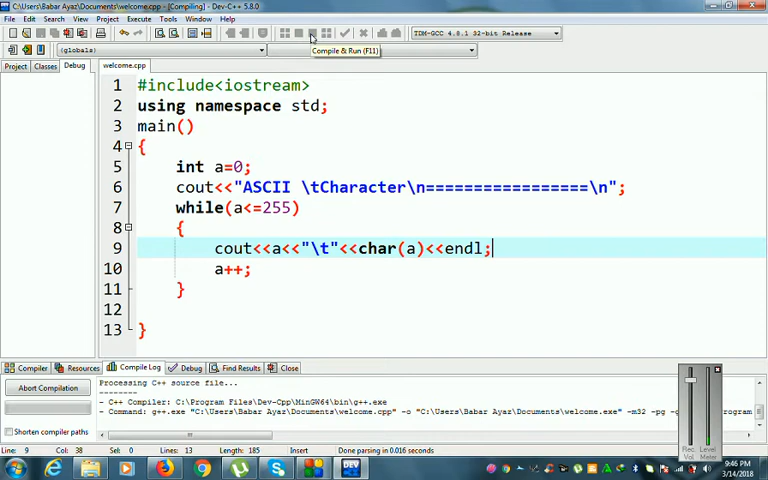 C:\Users\Babar Ayaz\Documents\welcome.cpp - [Compiling] - Dev-C++ 5.8.0
File Edit Search View Project Execute Tools Window Help
TDM-GCC 4.8.1 32-bit Release
(globals)
Compile & Run (F11)
Project Classes Debug welcome.cpp
1 #include<iostream>
2 using namespace std;
3 main()
4 {
5 int a=0;
6 cout<<"ASCII \tCharacter\n================\n";
7 while(a<=255)
8 {
9 cout<<a<<"\t"<<char(a)<<endl;
10 a++;
11 }
12
13 }
Compiler Resources Compile Log Debug Find Results Close
Abort Compilation
Shorten compiler paths
Processing C++ source file...
--------
- C++ Compiler: C:\Program Files\Dev-Cpp\MinGW64\bin\g++.exe
- Command: g++.exe "C:\Users\Babar Ayaz\Documents\welcome.cpp" -o "C:\Users\Babar Ayaz\Documents\welcome.exe" -m32 -pg
Rec. Vol
Level Meter
Line: 9 Col: 38 Sel: 0 Lines: 13 Length: 185 Insert Done parsing in 0.016 seconds
DEV
9:46 PM
3/14/2018